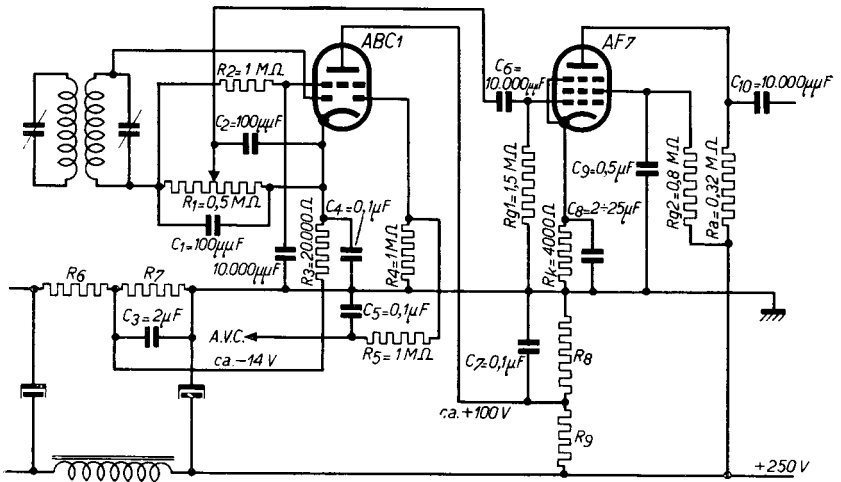 ABC1
AF7
R2=1 MΩ
C2=100μμF
R1=0,5 MΩ
C1=100μμF
10.000μμF
R3=20.000Ω
C4=0,1μF
R4=1MΩ
C5=0,1μF
R5=1MΩ
A.V.C.
ca.-14 V
R6
R7
C3=2μF
C6=
10.000μμF
Rg1=1,5 MΩ
C9=0,5μF
C8=2÷25μF
Rk=4000Ω
Rg2=0,8 MΩ
Ra=0,32 MΩ
C10=10.000μμF
C7=0,1μF
R8
R9
ca.+100 V
+250 V